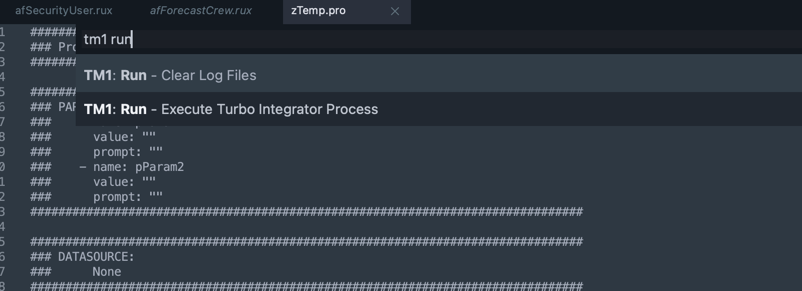 afSecurityUser.rux afForecastCrew.rux zTemp.pro
1 #######
tm1 run
2 ### Pro
3 #######
4
TM1: Run - Clear Log Files
5 #######
6 ### PAR
TM1: Run - Execute Turbo Integrator Process
7 ###
8 ### value: ""
9 ### prompt: ""
0 ### - name: pParam2
1 ### value: ""
2 ### prompt: ""
3 ################################################################################
4
5 ################################################################################
6 ### DATASOURCE:
7 ### None
8 ################################################################################